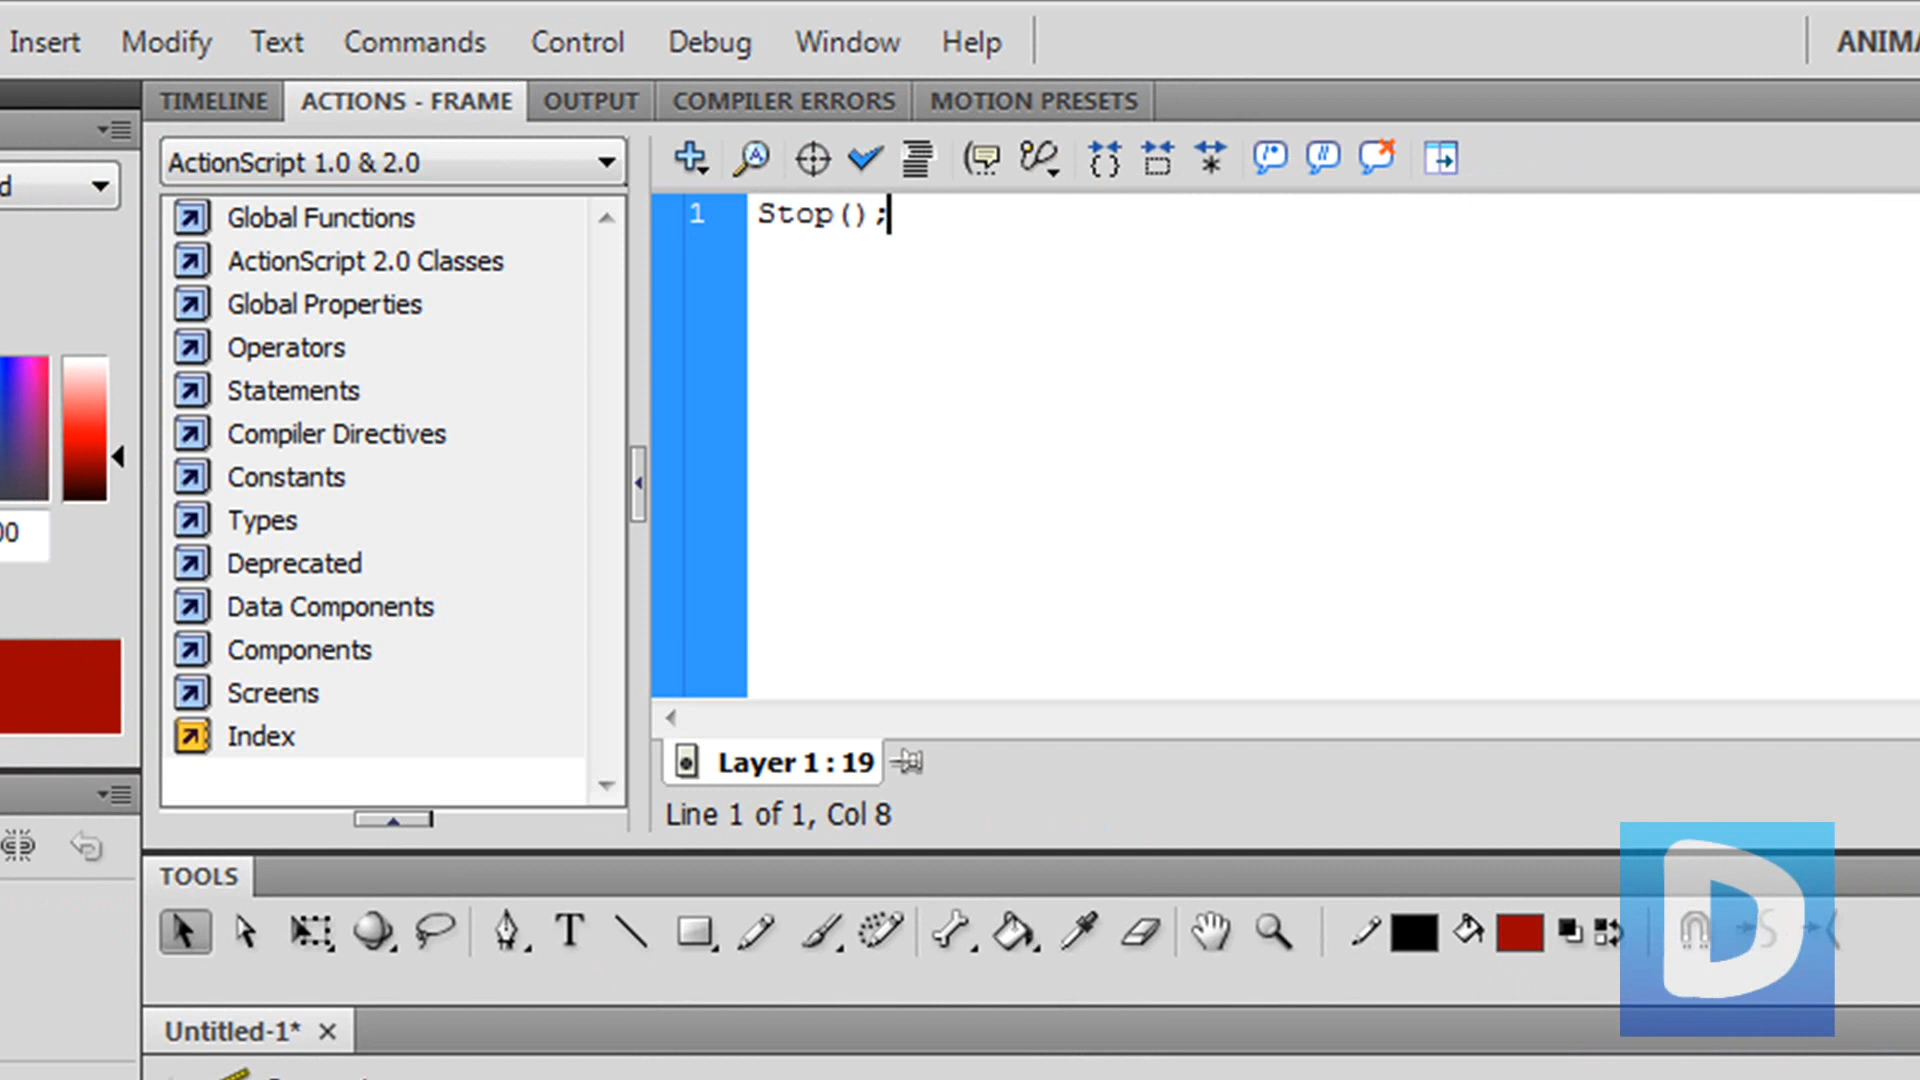 Insert Modify Text Commands Control Debug Window Help
TIMELINE ACTIONS - FRAME OUTPUT COMPILER ERRORS MOTION PRESETS
ActionScript 1.0 & 2.0
Global Functions
ActionScript 2.0 Classes
Global Properties
Operators
Statements
Compiler Directives
Constants
Types
Deprecated
Data Components
Components
Screens
Index
1 Stop();
Layer 1 : 19
Line 1 of 1, Col 8
TOOLS
Untitled-1*
D